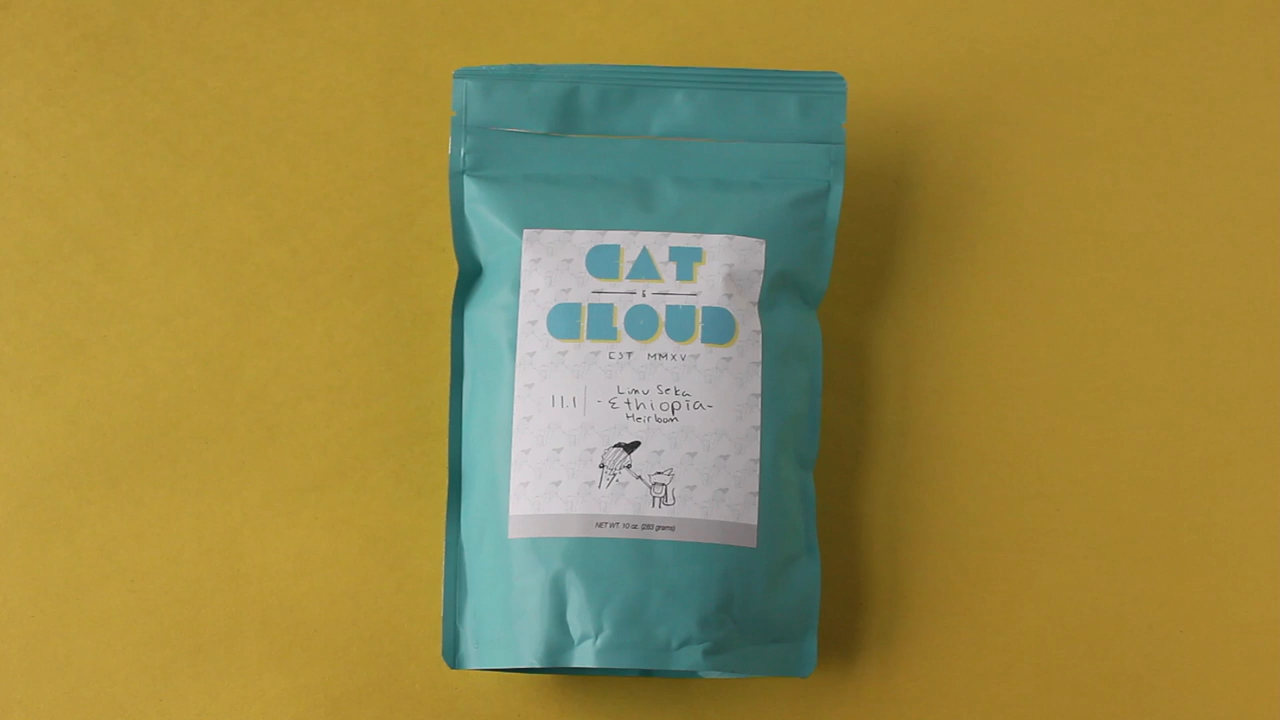 CAT
&
CLOUD
EST MMXV
Limu Seka
11.1 | -Ethiopia-
Heirloom
NET WT. 10 oz. (283 grams)